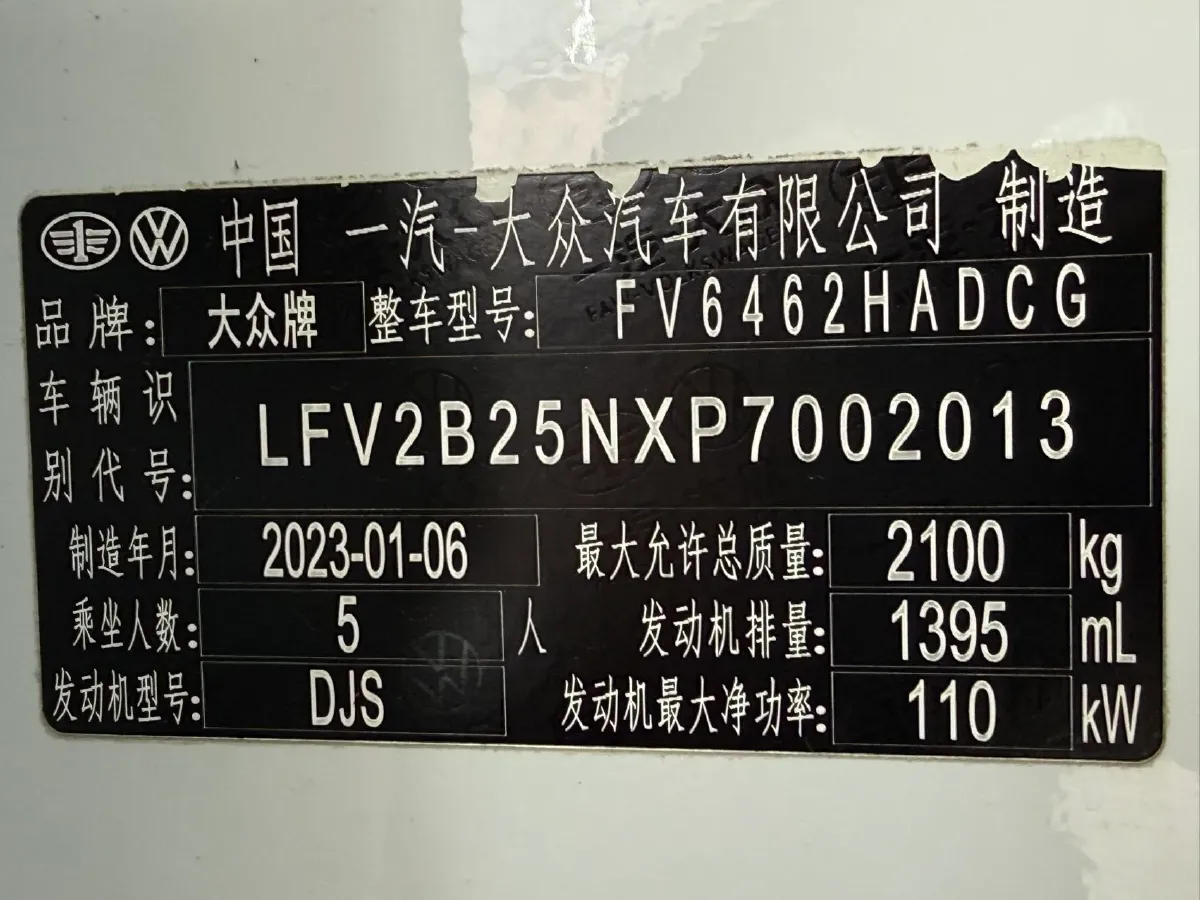 中国 一汽-大众汽车有限公司 制造
品牌: 大众牌 整车型号: FV6462HADCG
车辆识别代号: LFV2B25NXP7002013
制造年月: 2023-01-06 最大允许总质量: 2100 kg
乘坐人数: 5 人 发动机排量: 1395 mL
发动机型号: DJS 发动机最大净功率: 110 kW